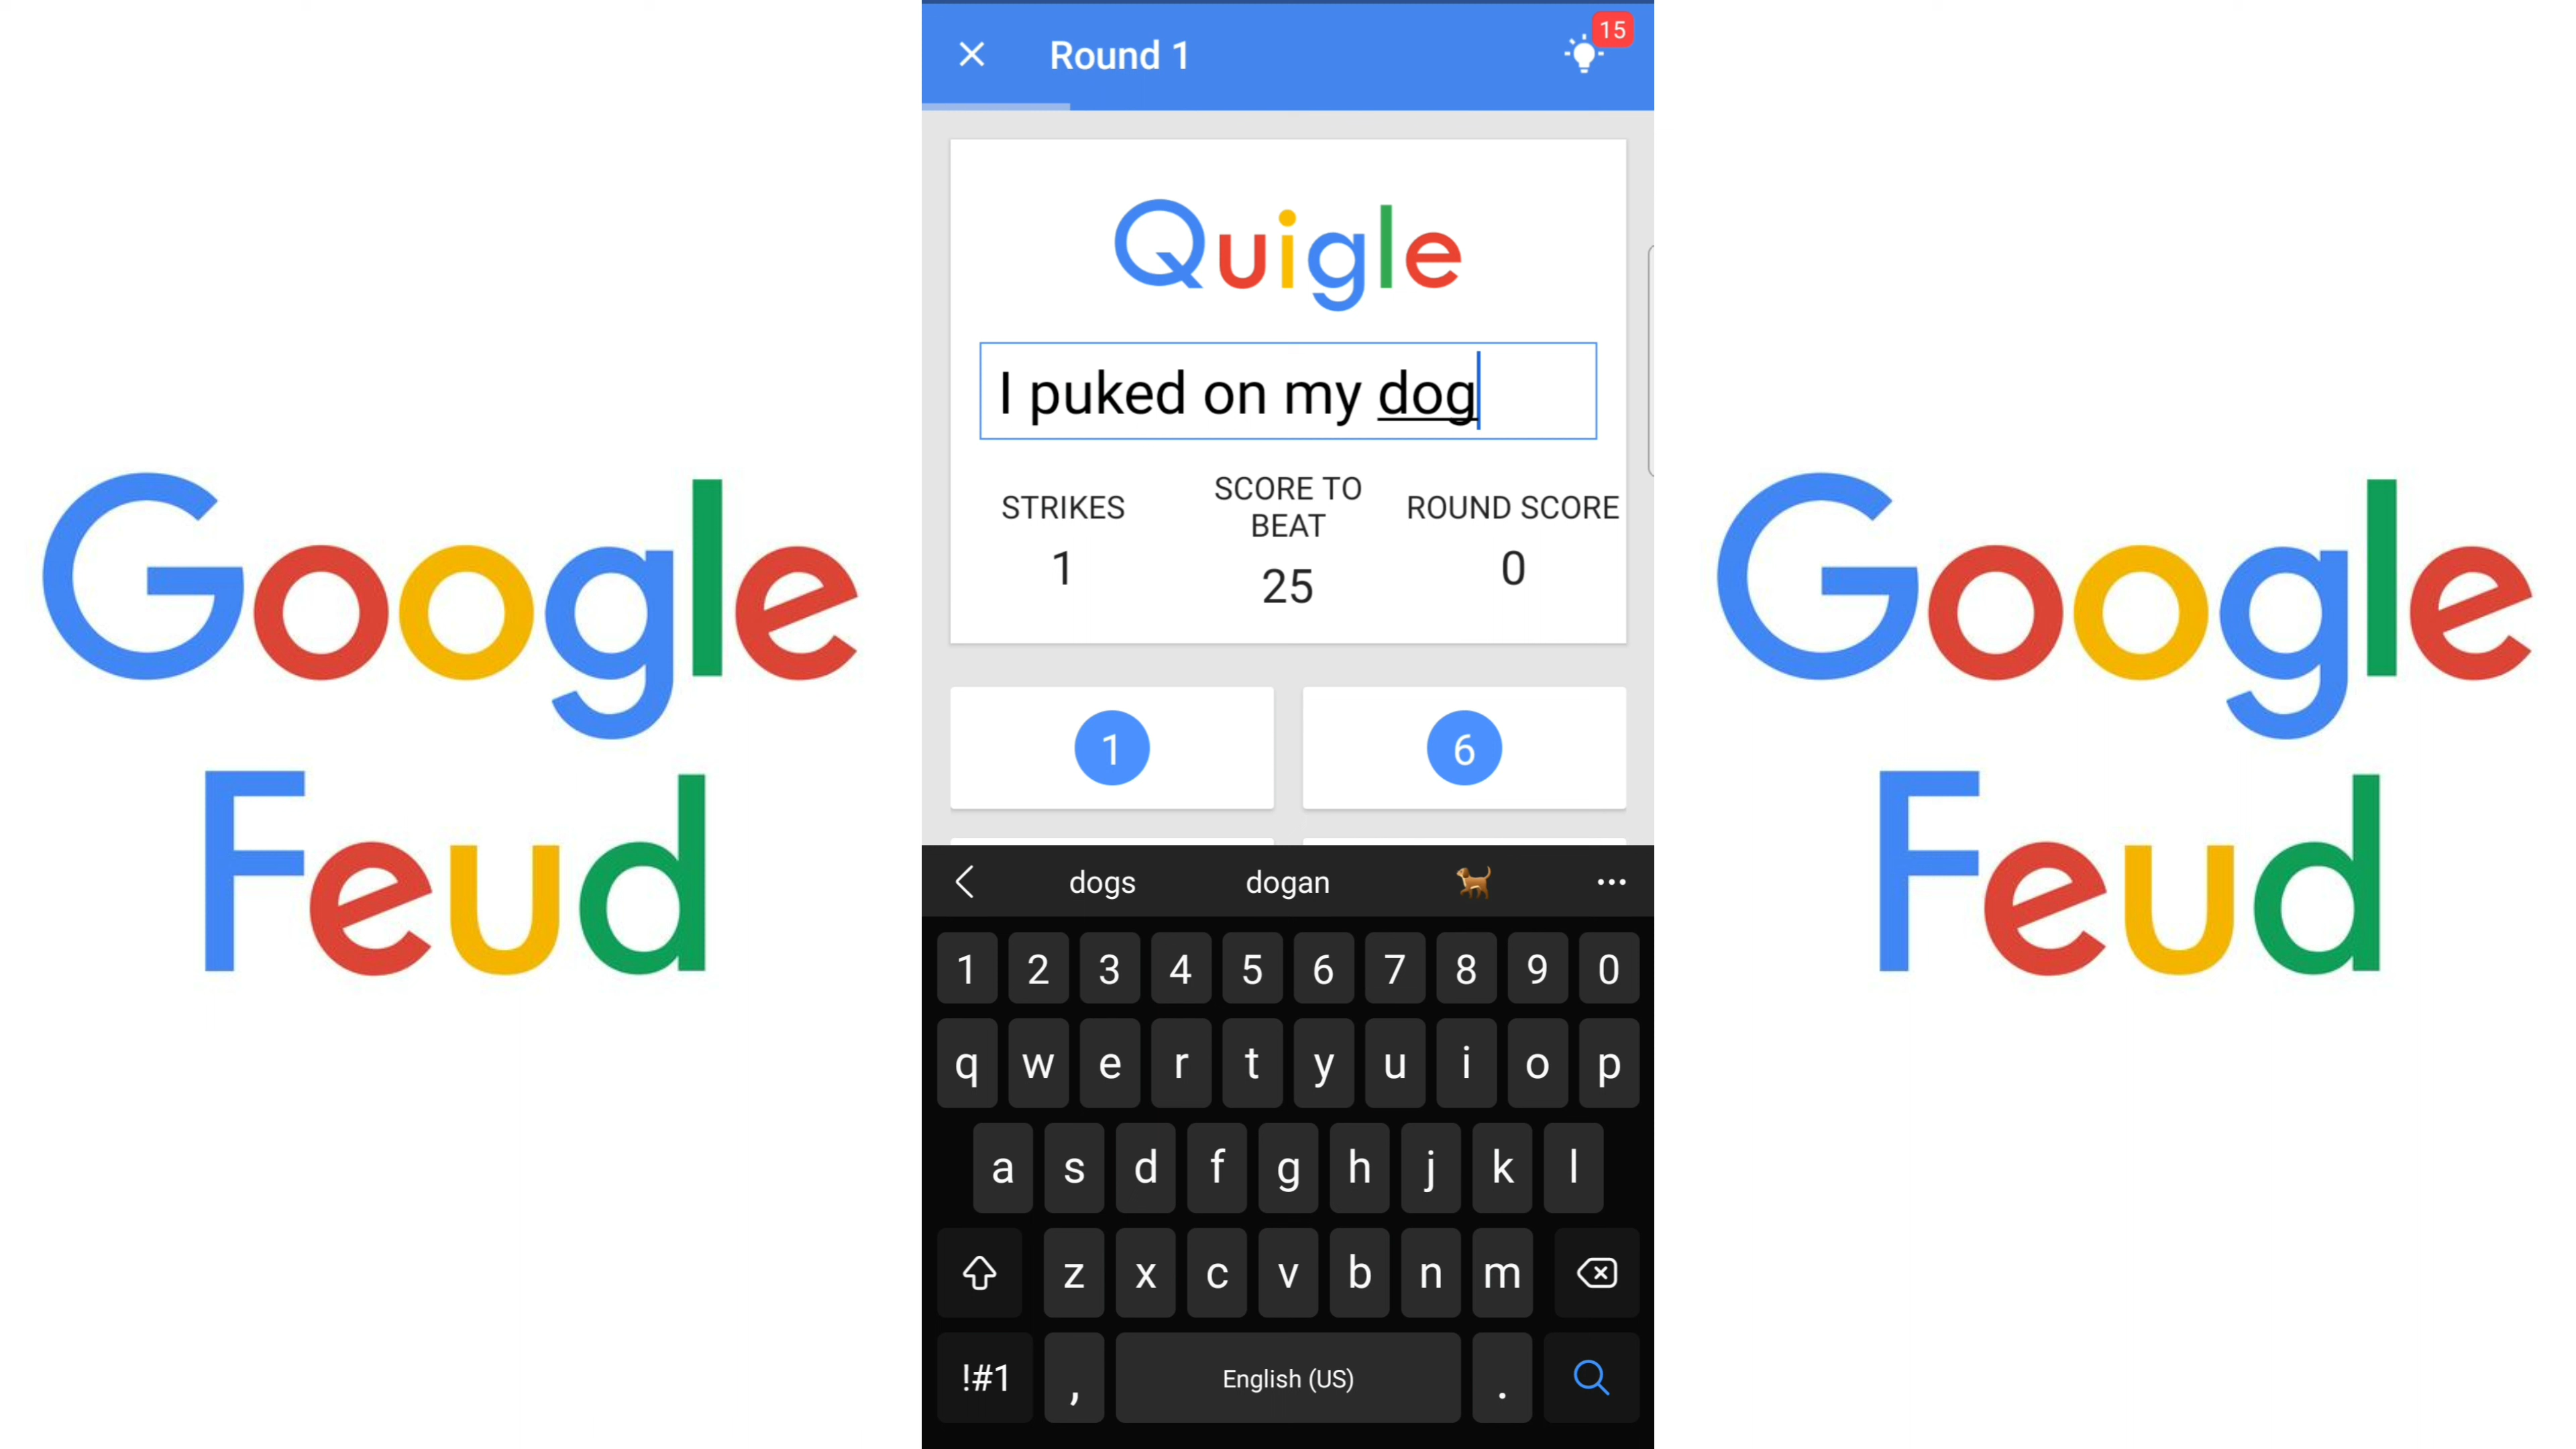 Google
Feud
Round 1
15
Quigle
I puked on my dog
STRIKES
1
SCORE TO
BEAT
25
ROUND SCORE
0
1
6
dogs
dogan
1 2 3 4 5 6 7 8 9 0
q w e r t y u i o p
a s d f g h j k l
z x c v b n m
!#1 , English (US) .
Google
Feud